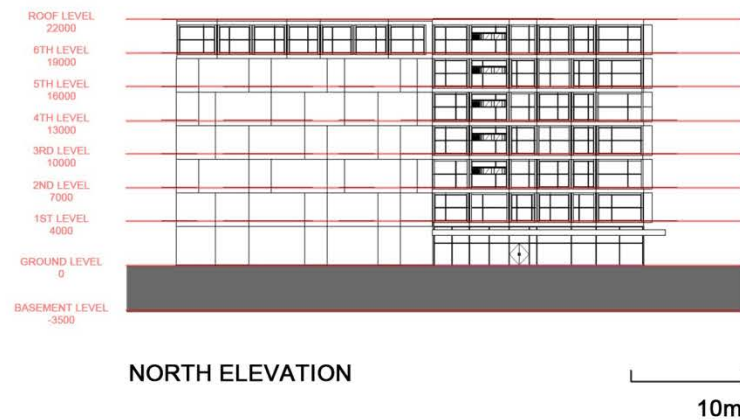 ROOF LEVEL
22000
6TH LEVEL
19000
5TH LEVEL
16000
4TH LEVEL
13000
3RD LEVEL
10000
2ND LEVEL
7000
1ST LEVEL
4000
GROUND LEVEL
0
BASEMENT LEVEL
-3500
NORTH ELEVATION
10m